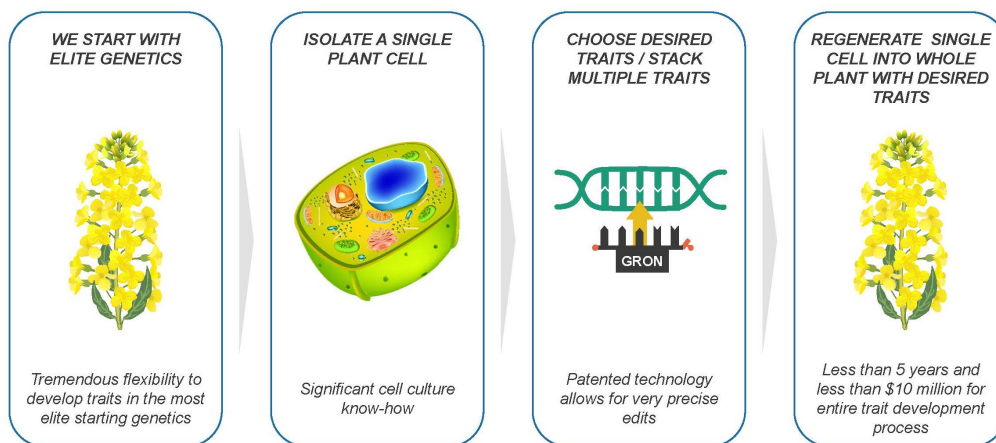 WE START WITH
ELITE GENETICS
Tremendous flexibility to
develop traits in the most
elite starting genetics
ISOLATE A SINGLE
PLANT CELL
Significant cell culture
know-how
CHOOSE DESIRED
TRAITS / STACK
MULTIPLE TRAITS
GRON
Patented technology
allows for very precise
edits
REGENERATE SINGLE
CELL INTO WHOLE
PLANT WITH DESIRED
TRAITS
Less than 5 years and
less than $10 million for
entire trait development
process